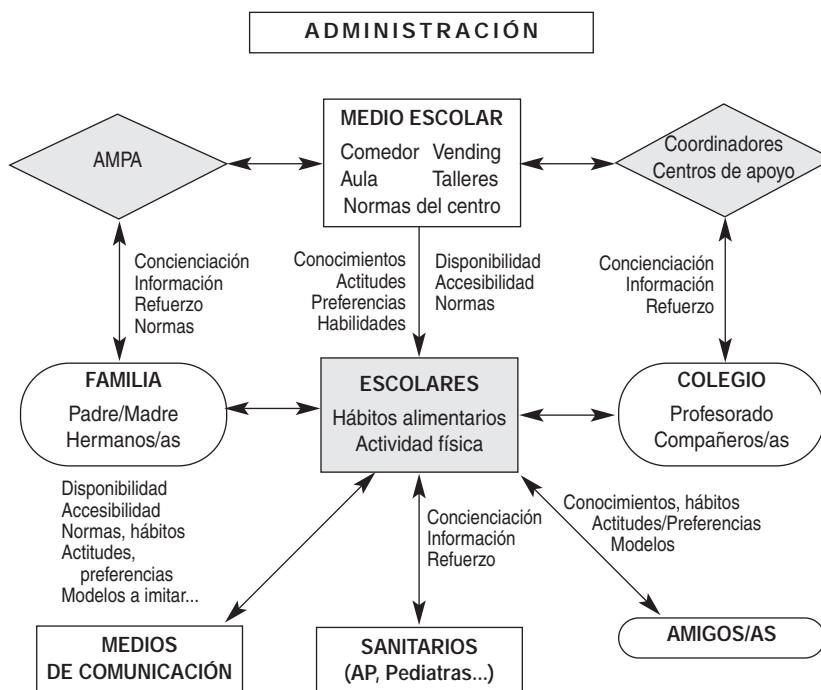 ADMINISTRACIÓN
AMPA
MEDIO ESCOLAR
Comedor Vending
Aula Talleres
Normas del centro
Coordinadores
Centros de apoyo
Concienciación
Información
Refuerzo
Normas
Conocimientos
Actitudes
Preferencias
Habilidades
Disponibilidad
Accesibilidad
Normas
Concienciación
Información
Refuerzo
FAMILIA
Padre/Madre
Hermanos/as
ESCOLARES
Hábitos alimentarios
Actividad física
COLEGIO
Profesorado
Compañeros/as
Disponibilidad
Accesibilidad
Normas, hábitos
Actitudes,
preferencias
Modelos a imitar...
Concienciación
Información
Refuerzo
Conocimientos, hábitos
Actitudes/Preferencias
Modelos
MEDIOS
DE COMUNICACIÓN
SANITARIOS
(AP, Pediatras...)
AMIGOS/AS